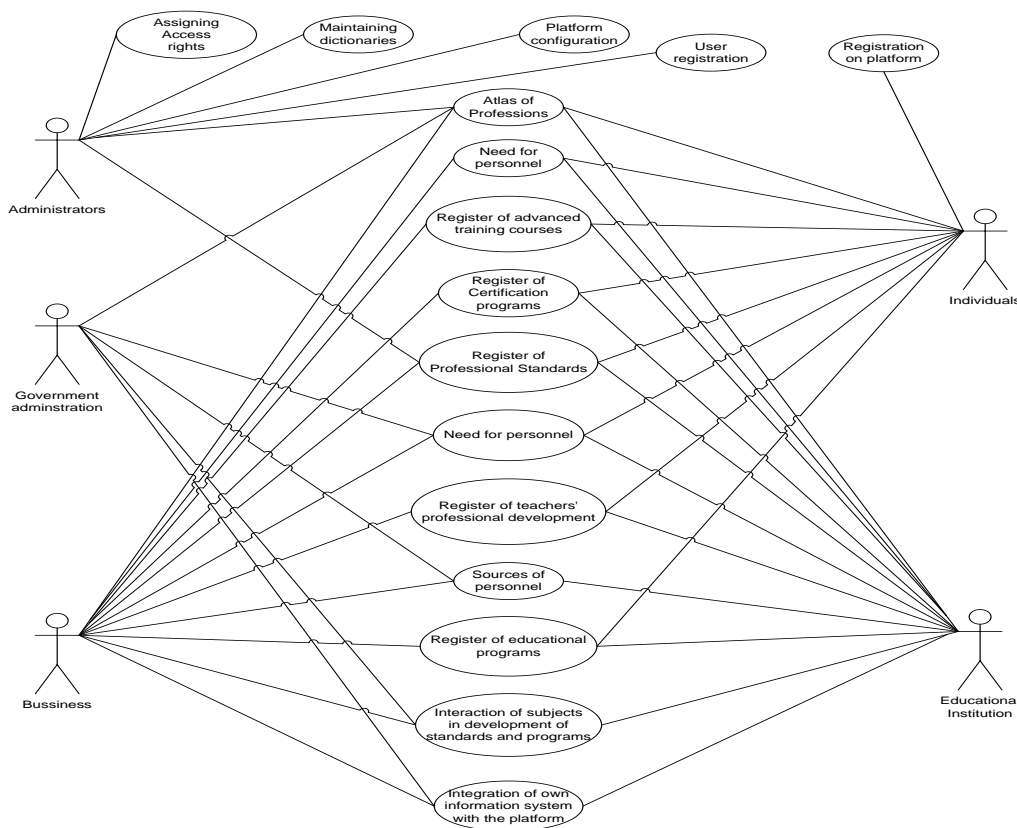 Assigning
Access
rights
Maintaining
dictionaries
Platform
configuration
User
registration
Registration
on platform
Atlas of
Professions
Need for
personnel
Administrators
Register of advanced
training courses
Register of
Certification
programs
Individuals
Government
adminstration
Register of
Professional Standards
Need for personnel
Register of teachers'
professional development
Sources of
personnel
Register of educational
programs
Bussiness
Educationa
Institution
Interaction of subjects
in development of
standards and programs
Integration of own
information system
with the platform